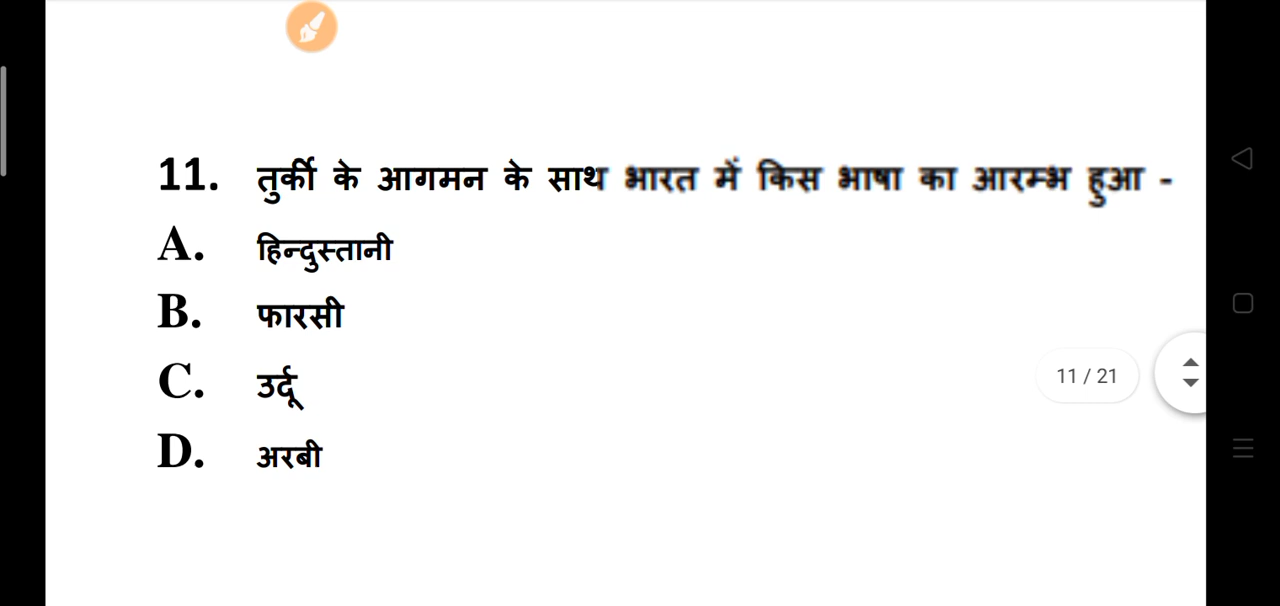 11. तुर्की के आगमन के साथ भारत में किस भाषा का आरम्भ हुआ -
A. हिन्दुस्तानी
B. फारसी
C. उर्दू
11 / 21
D. अरबी